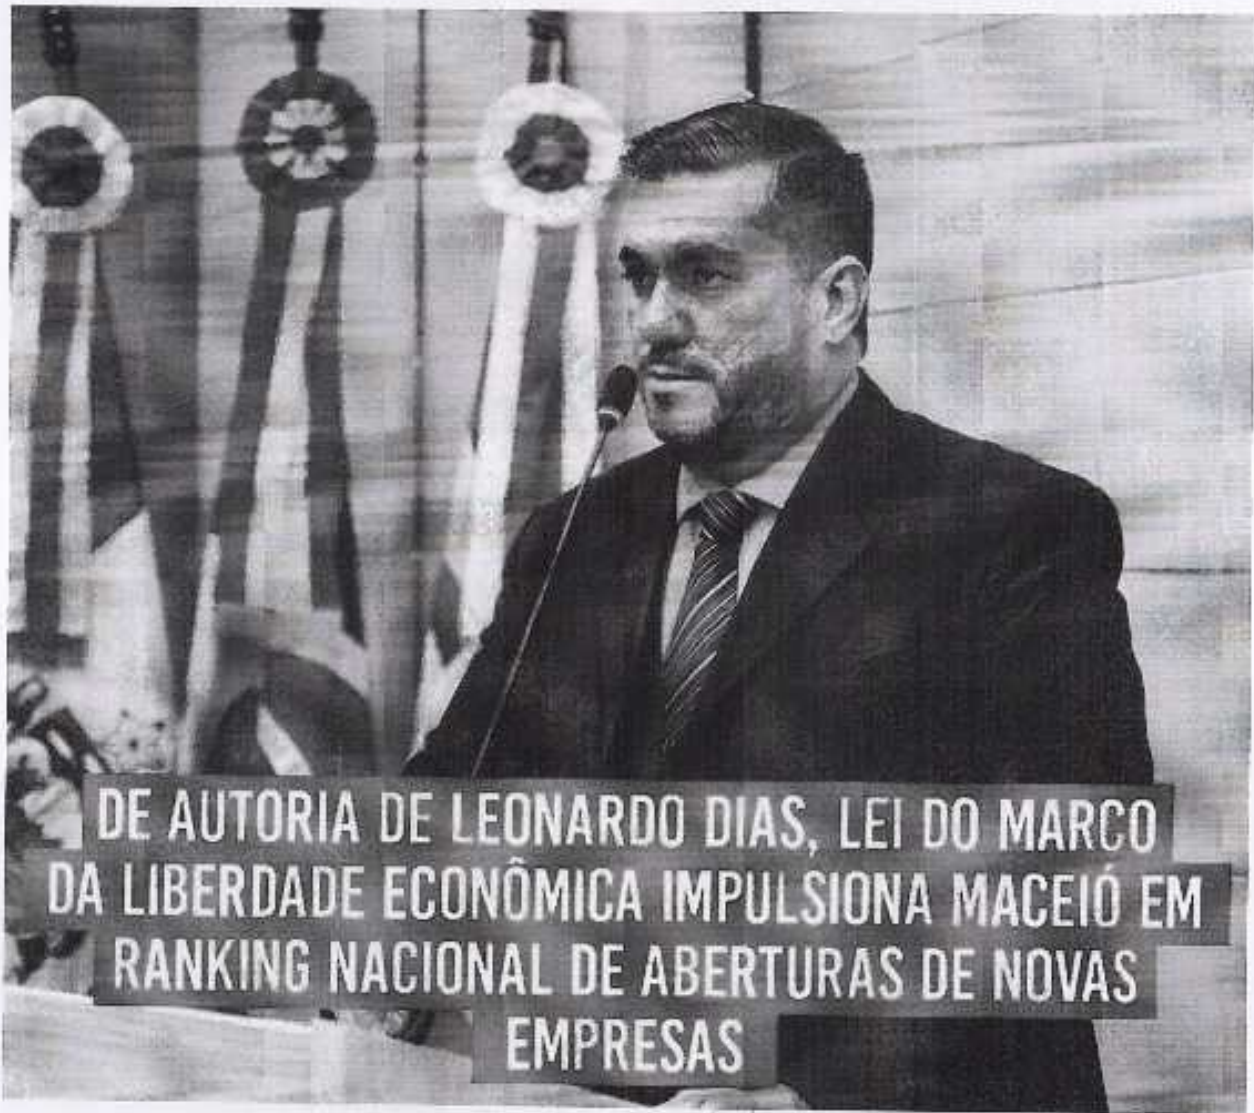 DE AUTORIA DE LEONARDO DIAS, LEI DO MARCO
DA LIBERDADE ECONÔMICA IMPULSIONA MACEIÓ EM
RANKING NACIONAL DE ABERTURAS DE NOVAS
EMPRESAS